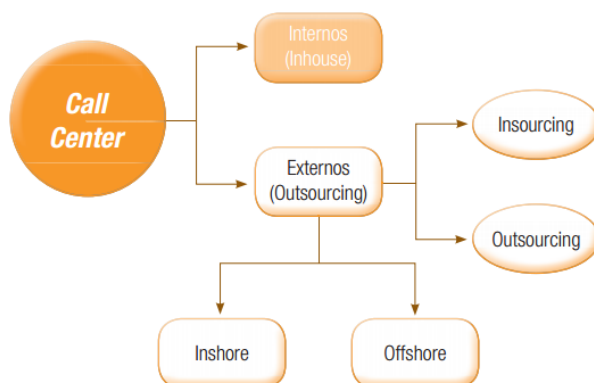 Call
Center
Internos
(Inhouse)
Externos
(Outsourcing)
Insourcing
Outsourcing
Inshore
Offshore